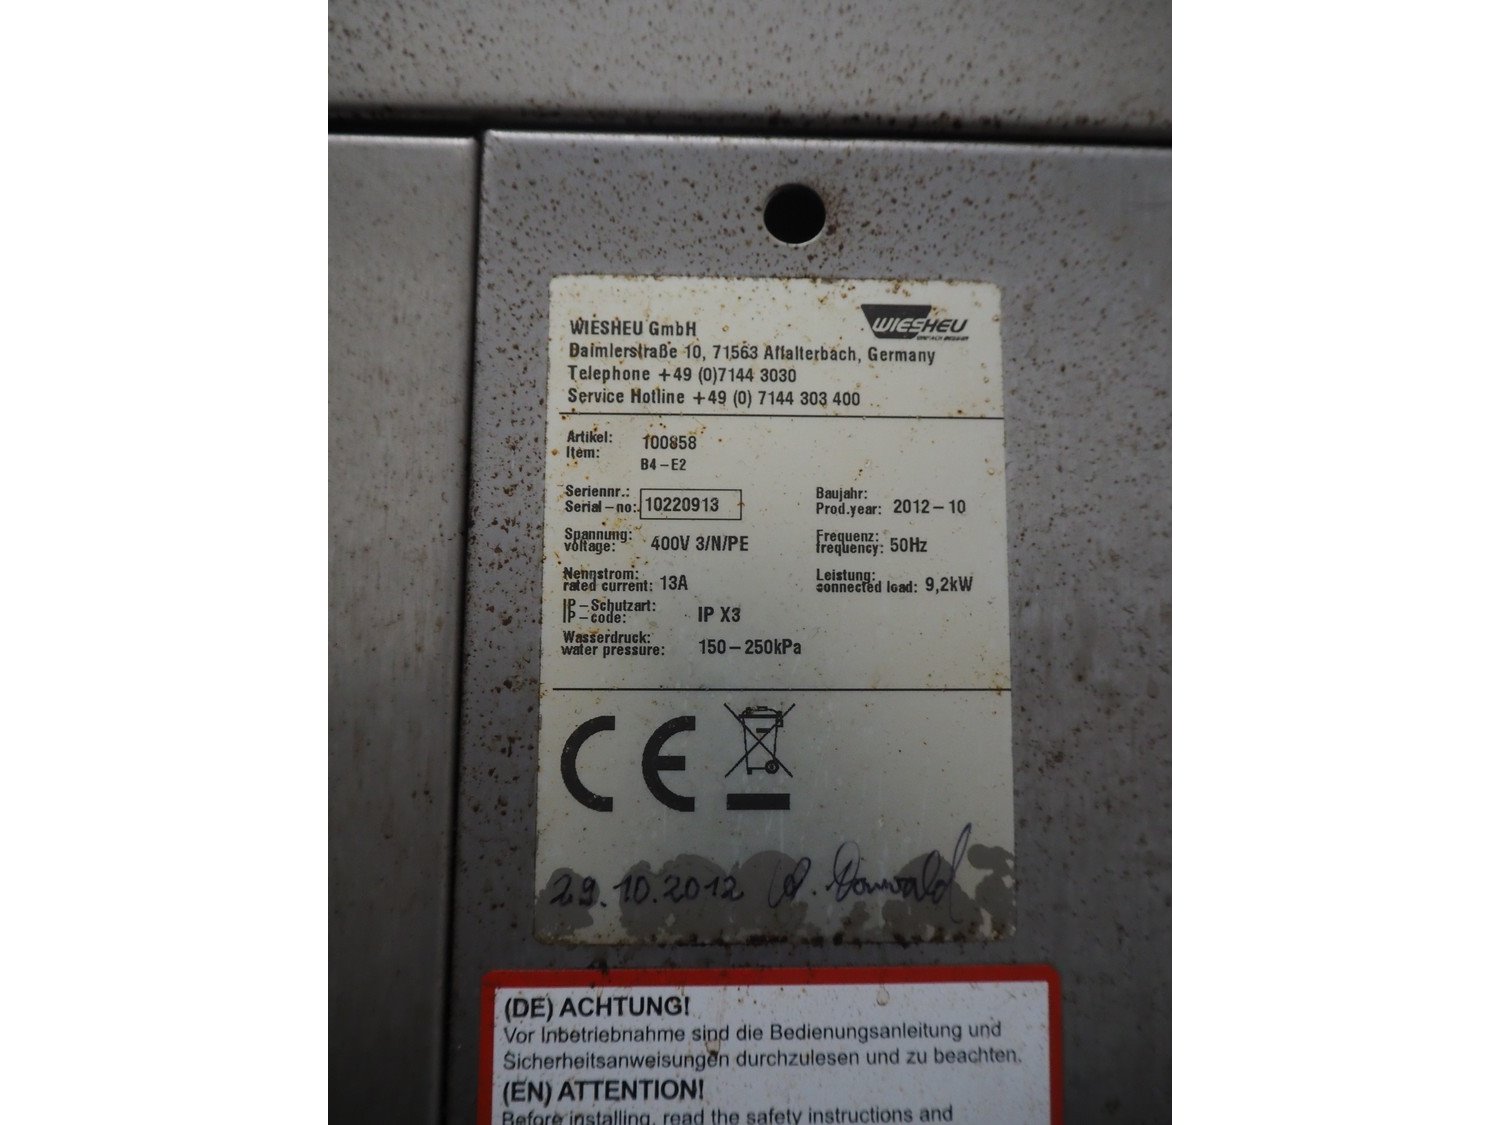 WIESHEU GmbH
WIESHEU
Daimlerstraße 10, 71563 Affalterbach, Germany
Telephone +49 (0)7144 3030
Service Hotline +49 (0) 7144 303 400
Artikel: 100858
Item:
B4-E2
Seriennr.:
Serial-no: 10220913
Baujahr:
Prod.year: 2012-10
Spannung:
voltage: 400V 3/N/PE
Frequenz:
frequency: 50Hz
Nennstrom:
rated current: 13A
Leistung:
connected load: 9,2kW
IP-Schutzart:
IP-code: IP X3
Wasserdruck:
water pressure: 150-250kPa
CE
29.10.2012
(DE) ACHTUNG!
Vor Inbetriebnahme sind die Bedienungsanleitung und
Sicherheitsanweisungen durchzulesen und zu beachten.
(EN) ATTENTION!
Before installing, read the safety instructions and